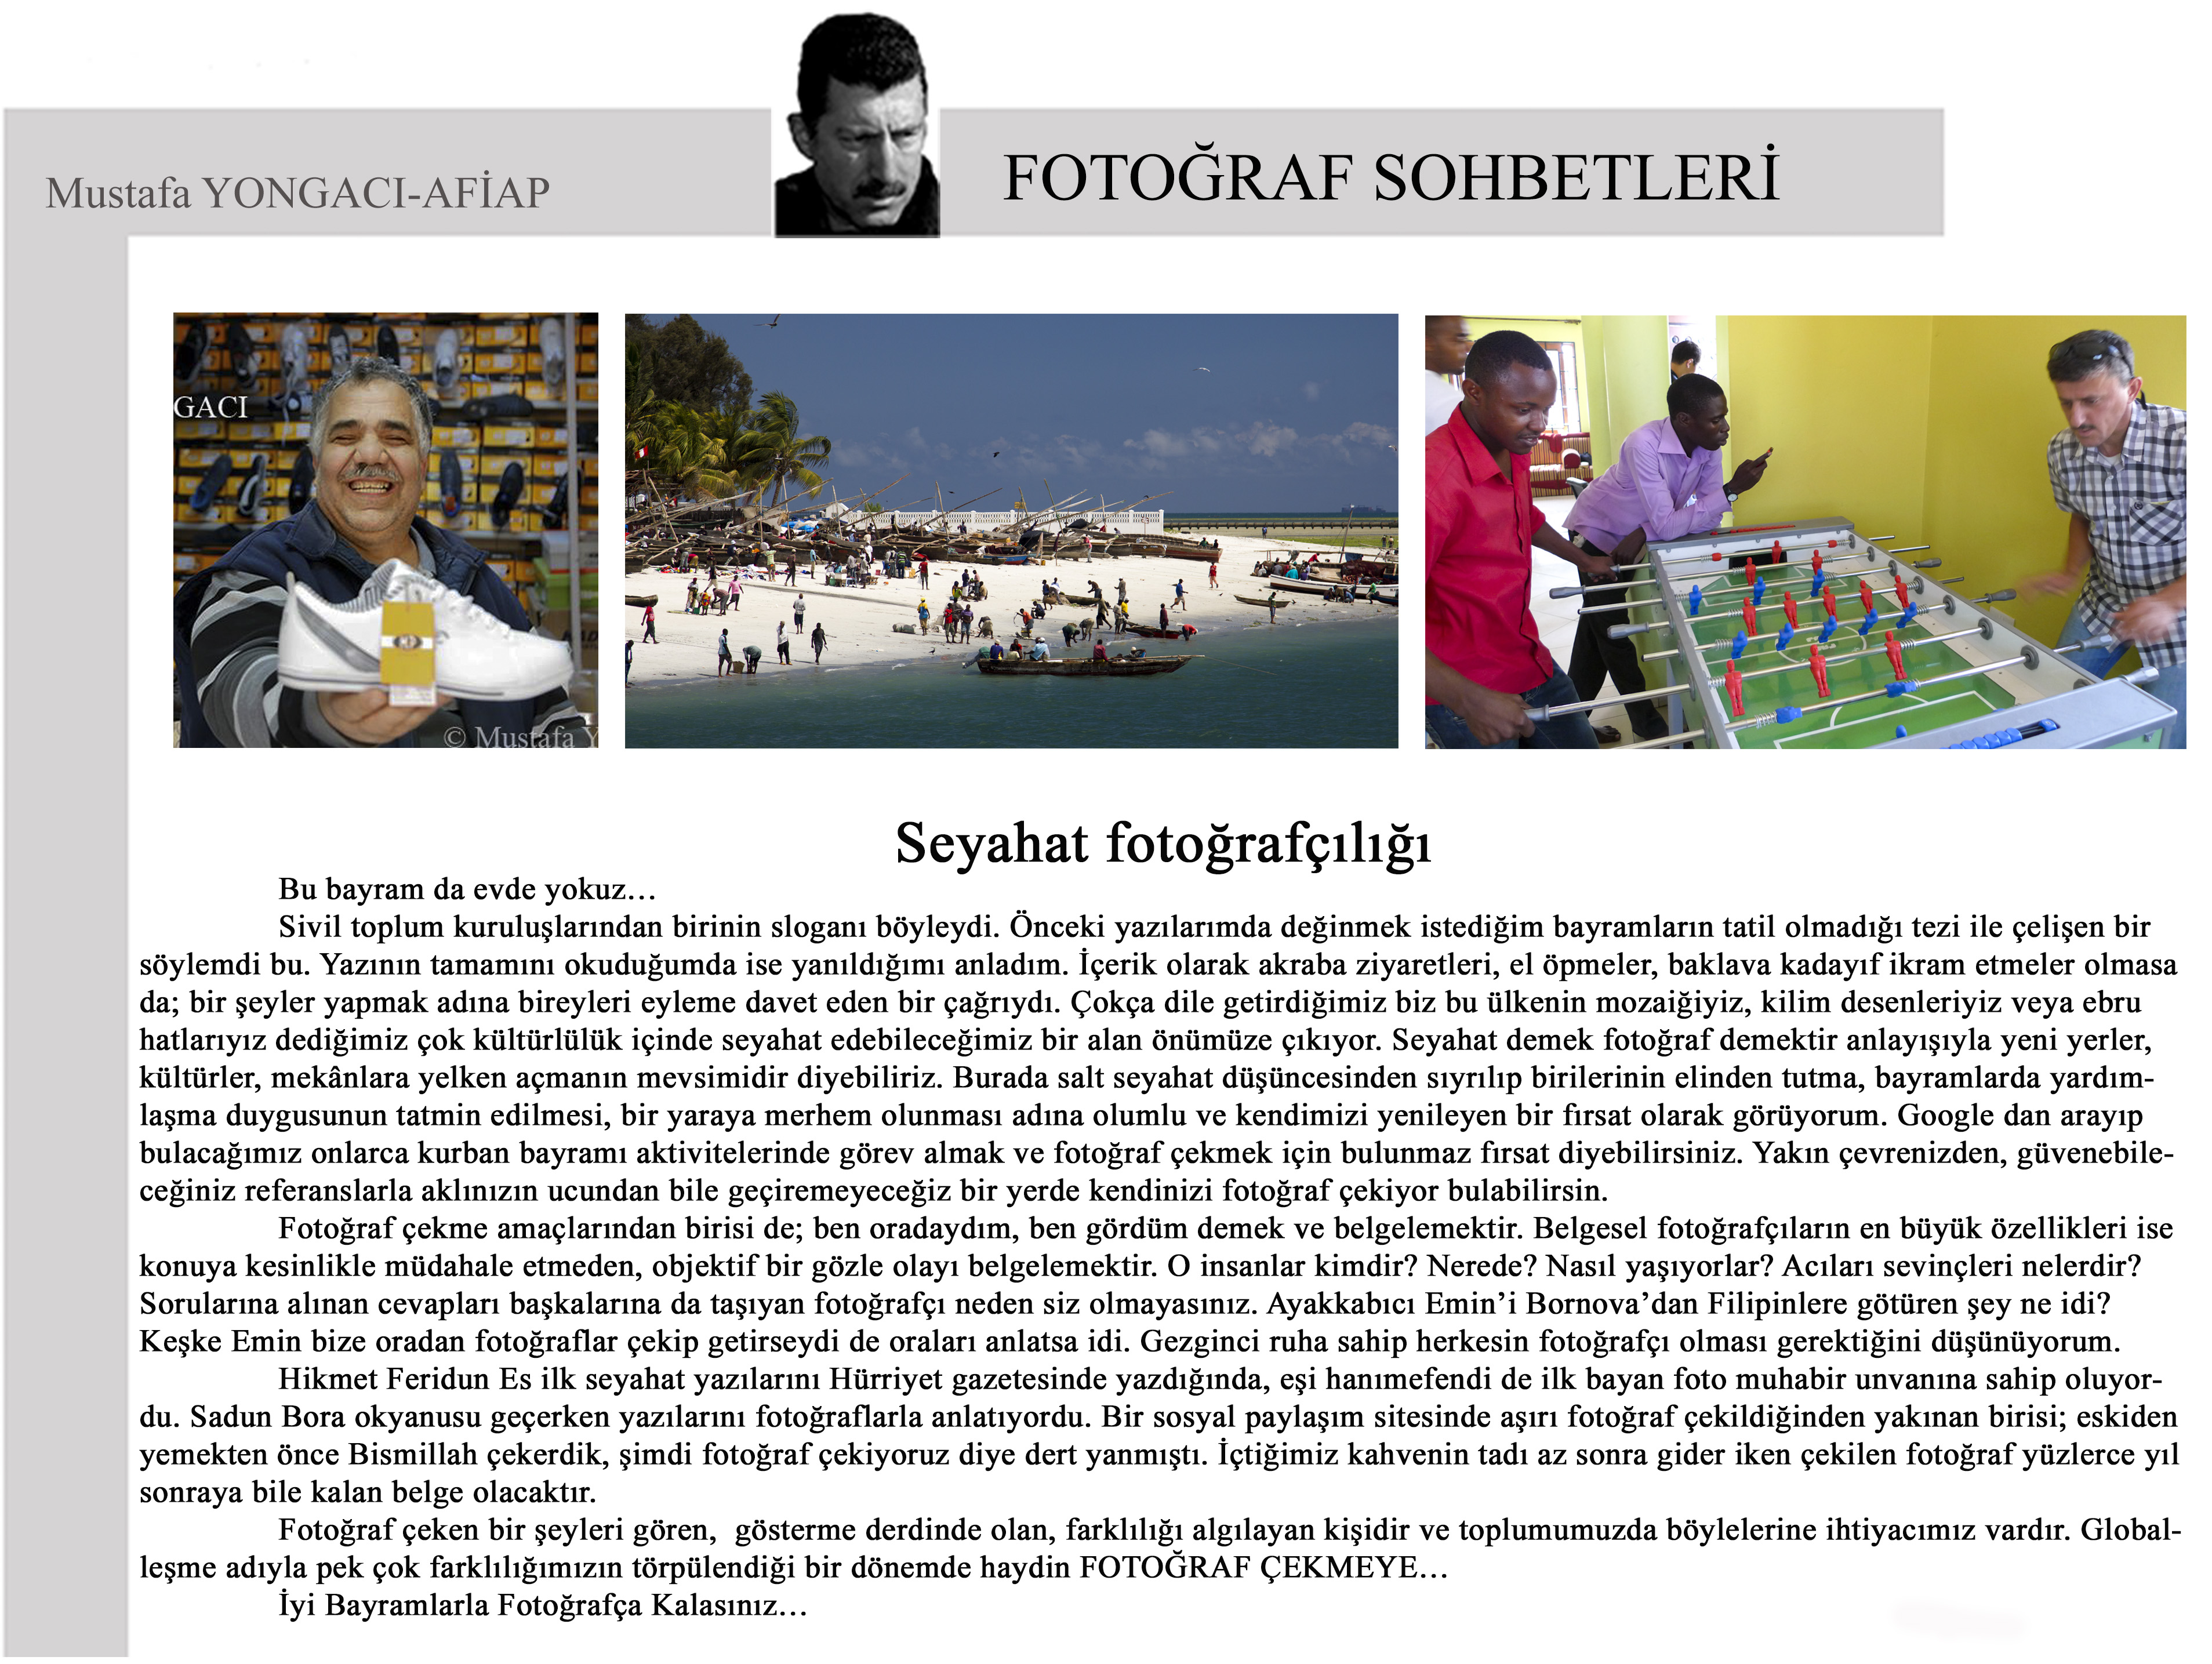 Mustafa YONGACI-AFİAP
FOTOĞRAF SOHBETLERİ
GACI
© Mustafa Y
Seyahat fotoğrafçılığı
Bu bayram da evde yokuz…
Sivil toplum kuruluşlarından birinin sloganı böyleydi. Önceki yazılarımda değinmek istediğim bayramların tatil olmadığı tezi ile çelişen bir
söylemdi bu. Yazının tamamını okuduğumda ise yanıldığımı anladım. İçerik olarak akraba ziyaretleri, el öpmeler, baklava kadayıf ikram etmeler olmasa
da; bir şeyler yapmak adına bireyleri eyleme davet eden bir çağrıydı. Çokça dile getirdiğimiz biz bu ülkenin mozaiğiyiz, kilim desenleriyiz veya ebru
hatlarıyız dediğimiz çok kültürlülük içinde seyahat edebileceğimiz bir alan önümüze çıkıyor. Seyahat demek fotoğraf demektir anlayışıyla yeni yerler,
kültürler, mekânlara yelken açmanın mevsimidir diyebiliriz. Burada salt seyahat düşüncesinden sıyrılıp birilerinin elinden tutma, bayramlarda yardım-
laşma duygusunun tatmin edilmesi, bir yaraya merhem olunması adına olumlu ve kendimizi yenileyen bir fırsat olarak görüyorum. Google dan arayıp
bulacağımız onlarca kurban bayramı aktivitelerinde görev almak ve fotoğraf çekmek için bulunmaz fırsat diyebilirsiniz. Yakın çevrenizden, güvenebile-
ceğiniz referanslarla aklınızın ucundan bile geçiremeyeceğiz bir yerde kendinizi fotoğraf çekiyor bulabilirsin.
Fotoğraf çekme amaçlarından birisi de; ben oradaydım, ben gördüm demek ve belgelemektir. Belgesel fotoğrafçıların en büyük özellikleri ise
konuya kesinlikle müdahale etmeden, objektif bir gözle olayı belgelemektir. O insanlar kimdir? Nerede? Nasıl yaşıyorlar? Acıları sevinçleri nelerdir?
Sorularına alınan cevapları başkalarına da taşıyan fotoğrafçı neden siz olmayasınız. Ayakkabıcı Emin’i Bornova’dan Filipinlere götüren şey ne idi?
Keşke Emin bize oradan fotoğraflar çekip getirseydi de oraları anlatsa idi. Gezginci ruha sahip herkesin fotoğrafçı olması gerektiğini düşünüyorum.
Hikmet Feridun Es ilk seyahat yazılarını Hürriyet gazetesinde yazdığında, eşi hanımefendi de ilk bayan foto muhabir unvanına sahip oluyor-
du. Sadun Bora okyanusu geçerken yazılarını fotoğraflarla anlatıyordu. Bir sosyal paylaşım sitesinde aşırı fotoğraf çekildiğinden yakınan birisi; eskiden
yemekten önce Bismillah çekerdik, şimdi fotoğraf çekiyoruz diye dert yanmıştı. İçtiğimiz kahvenin tadı az sonra gider iken çekilen fotoğraf yüzlerce yıl
sonraya bile kalan belge olacaktır.
Fotoğraf çeken bir şeyleri gören,  gösterme derdinde olan, farklılığı algılayan kişidir ve toplumumuzda böylelerine ihtiyacımız vardır. Global-
leşme adıyla pek çok farklılığımızın törpülendiği bir dönemde haydin FOTOĞRAF ÇEKMEYE…
İyi Bayramlarla Fotoğrafça Kalasınız…